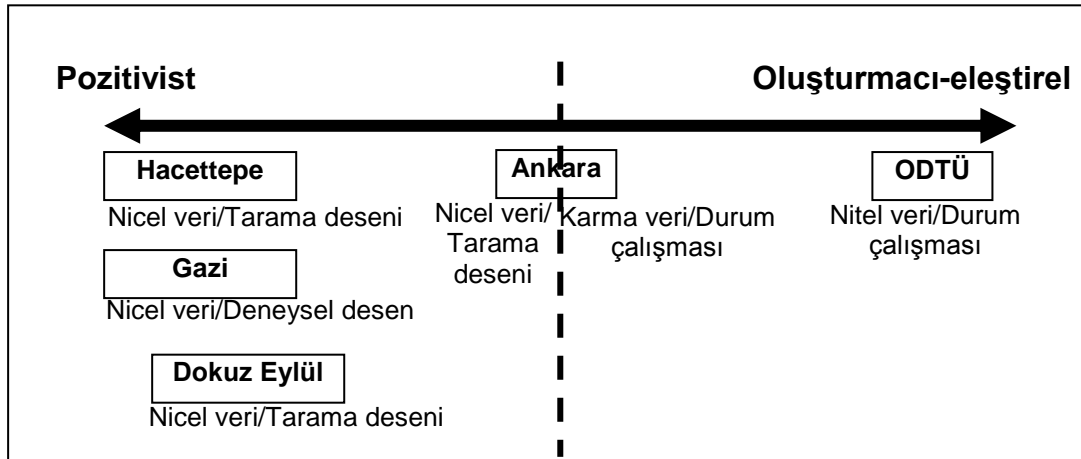 Pozitivist
Oluşturmacı-eleştirel
Hacettepe
Nicel veri/Tarama deseni
Gazi
Nicel veri/Deneysel desen
Dokuz Eylül
Nicel veri/Tarama deseni
Ankara
Nicel veri/
Tarama
deseni
Karma veri/Durum
çalışması
ODTÜ
Nitel veri/Durum
çalışması